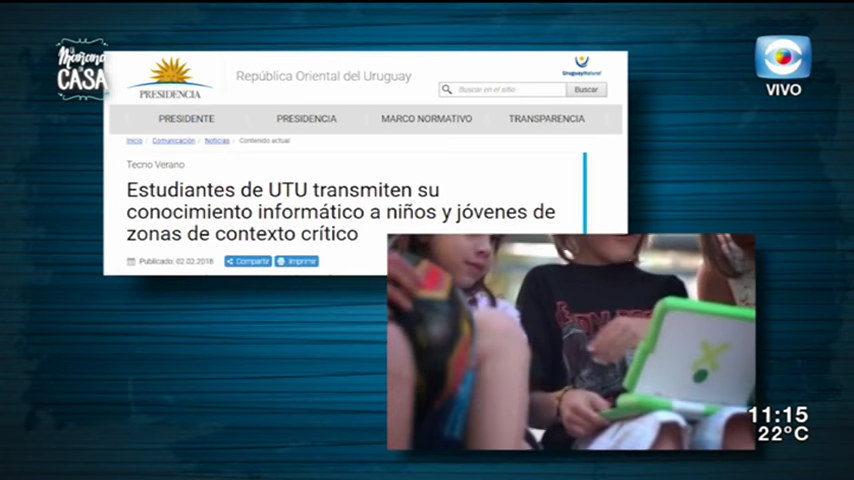 La
Mañana
en
CASA
PRESIDENCIA
República Oriental del Uruguay
Uruguay Natural
Buscar en el sitio
Buscar
PRESIDENTE
PRESIDENCIA
MARCO NORMATIVO
TRANSPARENCIA
Inicio / Comunicación / Noticias / Contenido actual
Tecno Verano
Estudiantes de UTU transmiten su
conocimiento informático a niños y jóvenes de
zonas de contexto crítico
Publicado: 02.02.2018
Compartir
Imprimir
VIVO
11:15
22°C